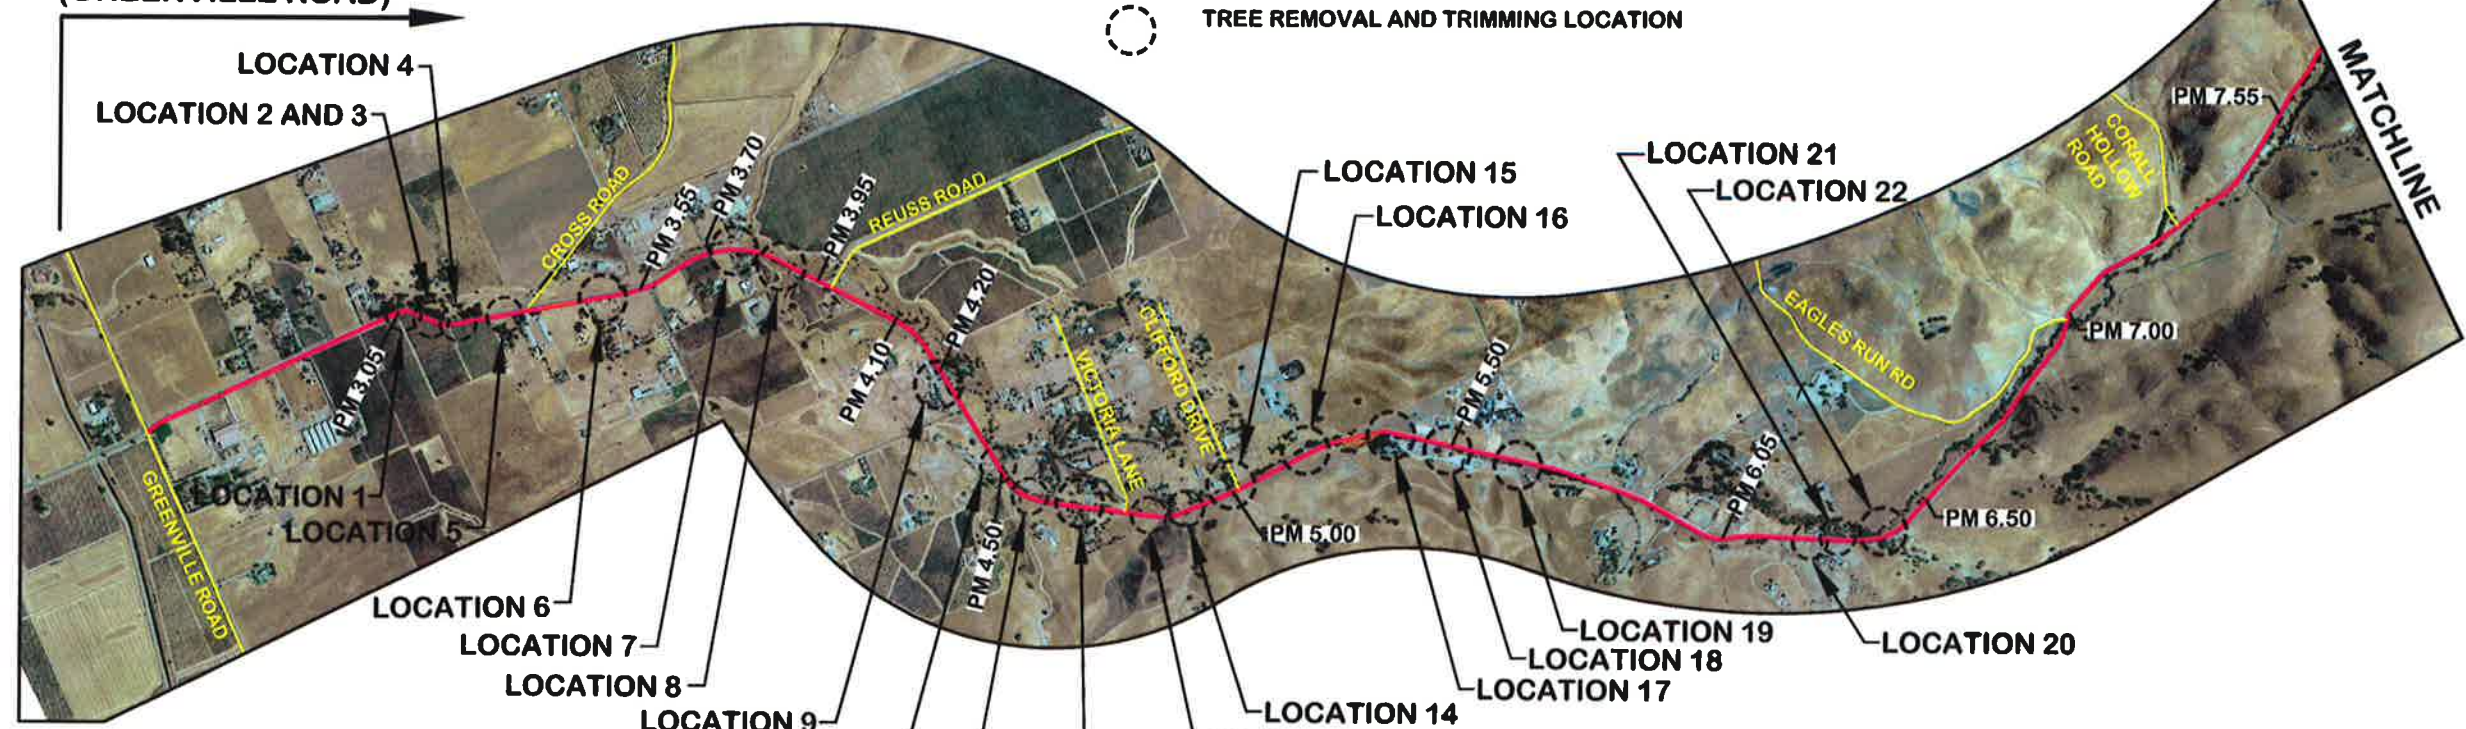 (GREENVILLE ROAD)
TREE REMOVAL AND TRIMMING LOCATION
LOCATION 4
LOCATION 2 AND 3
MATCHLINE
PM 7.55
CORALL
HOLLOW
ROAD
LOCATION 21
LOCATION 22
LOCATION 15
LOCATION 16
CROSS ROAD
PM 3.55
PM 3.70
PM 3.95
REUSS ROAD
PM 3.05
PM 4.10
PM 4.20
VICTORIA LANE
CLIFFORD DRIVE
PM 5.50
EAGLES RUN RD
PM 7.00
PM 6.05
PM 6.50
GREENVILLE ROAD
LOCATION 1
LOCATION 5
PM 4.50
PM 5.00
LOCATION 6
LOCATION 7
LOCATION 8
LOCATION 9
LOCATION 19
LOCATION 18
LOCATION 17
LOCATION 20
LOCATION 14